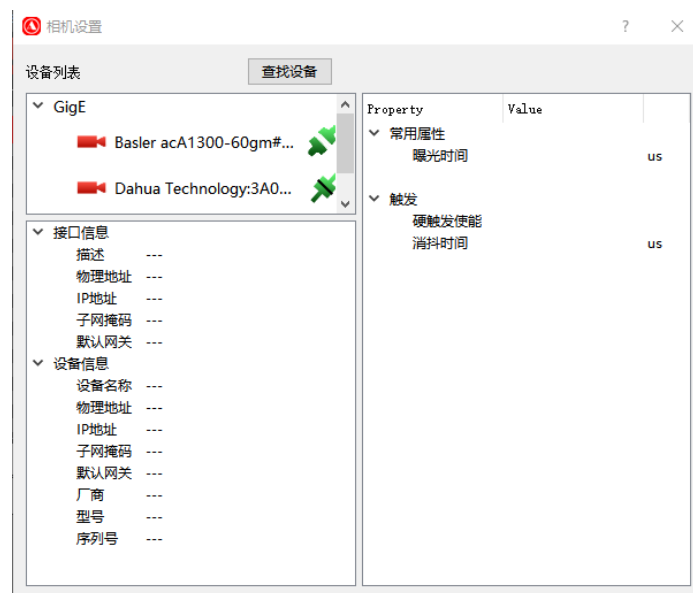 相机设置
设备列表
查找设备
GigE
Basler acA1300-60gm#...
Dahua Technology:3A0...
接口信息
描述 ---
物理地址 ---
IP地址 ---
子网掩码 ---
默认网关 ---
设备信息
设备名称 ---
物理地址 ---
IP地址 ---
子网掩码 ---
默认网关 ---
厂商 ---
型号 ---
序列号 ---
Property Value
常用属性
曝光时间 us
触发
硬触发使能
消抖时间 us